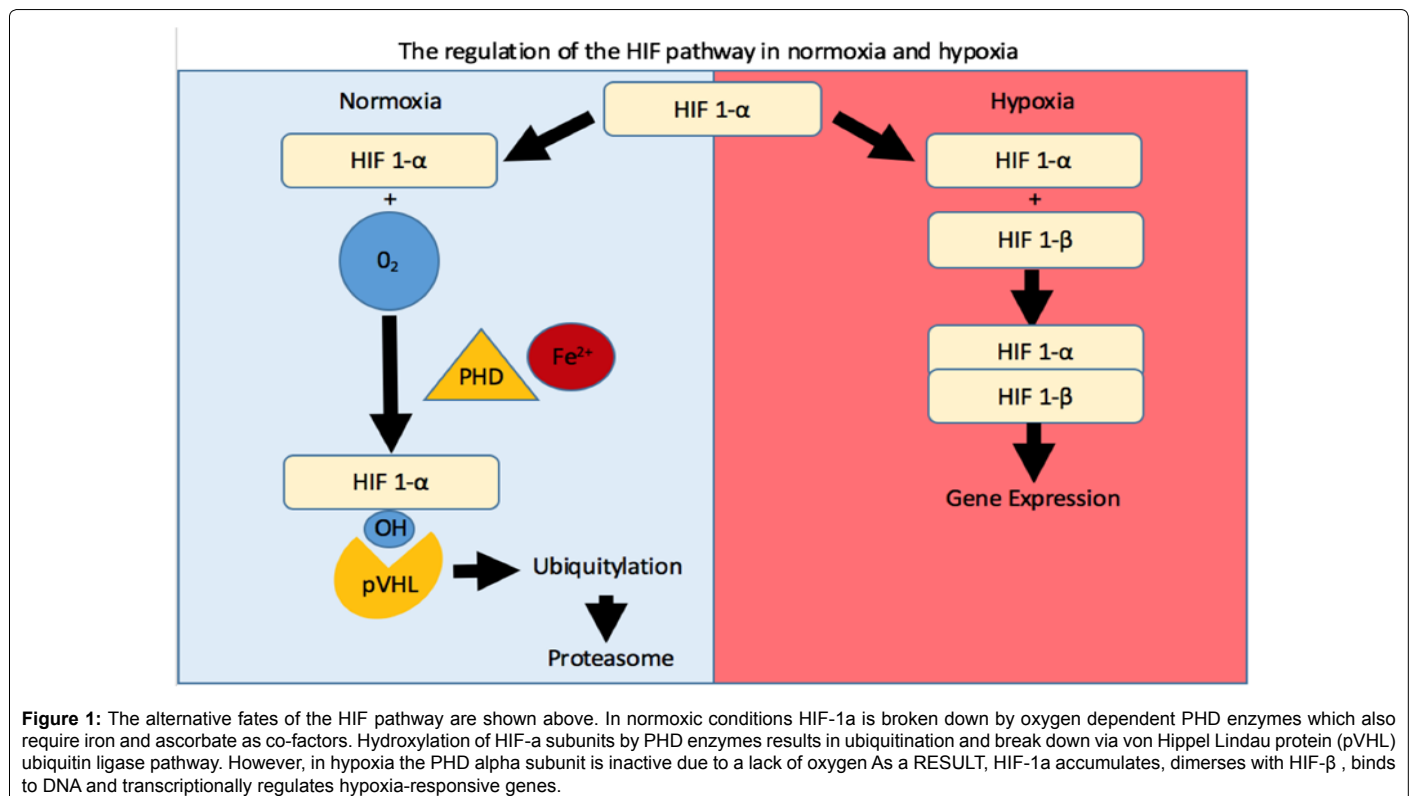 The regulation of the HIF pathway in normoxia and hypoxia
Normoxia
HIF 1-α
Hypoxia
HIF 1-α
+
0₂
PHD
Fe²⁺
HIF 1-α
OH
pVHL
Ubiquitylation
Proteasome
HIF 1-α
+
HIF 1-β
HIF 1-α
HIF 1-β
Gene Expression
Figure 1: The alternative fates of the HIF pathway are shown above. In normoxic conditions HIF-1a is broken down by oxygen dependent PHD enzymes which also
require iron and ascorbate as co-factors. Hydroxylation of HIF-a subunits by PHD enzymes results in ubiquitination and break down via von Hippel Lindau protein (pVHL)
ubiquitin ligase pathway. However, in hypoxia the PHD alpha subunit is inactive due to a lack of oxygen As a RESULT, HIF-1a accumulates, dimerses with HIF-β , binds
to DNA and transcriptionally regulates hypoxia-responsive genes.